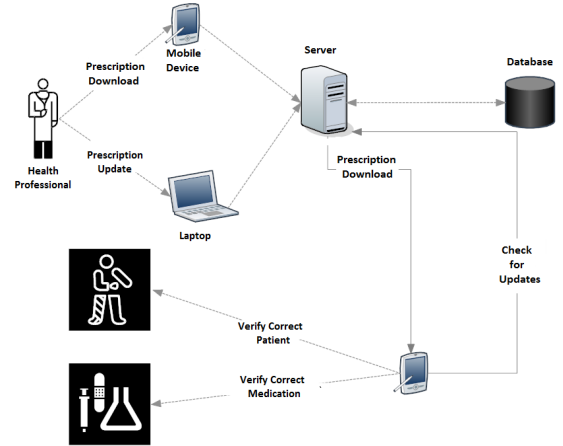 Mobile
Device
Server
Database
Prescription
Download
Prescription
Update
Health
Professional
Laptop
Prescription
Download
Check
for
Updates
Verify Correct
Patient
Verify Correct
Medication